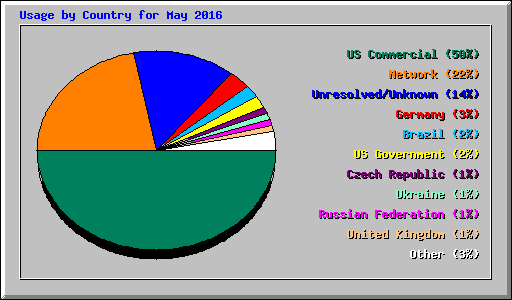 Usage by Country for May 2016
US Commercial (50%)
Network (22%)
Unresolved/Unknown (14%)
Germany (3%)
Brazil (2%)
US Government (2%)
Czech Republic (1%)
Ukraine (1%)
Russian Federation (1%)
United Kingdom (1%)
Other (3%)